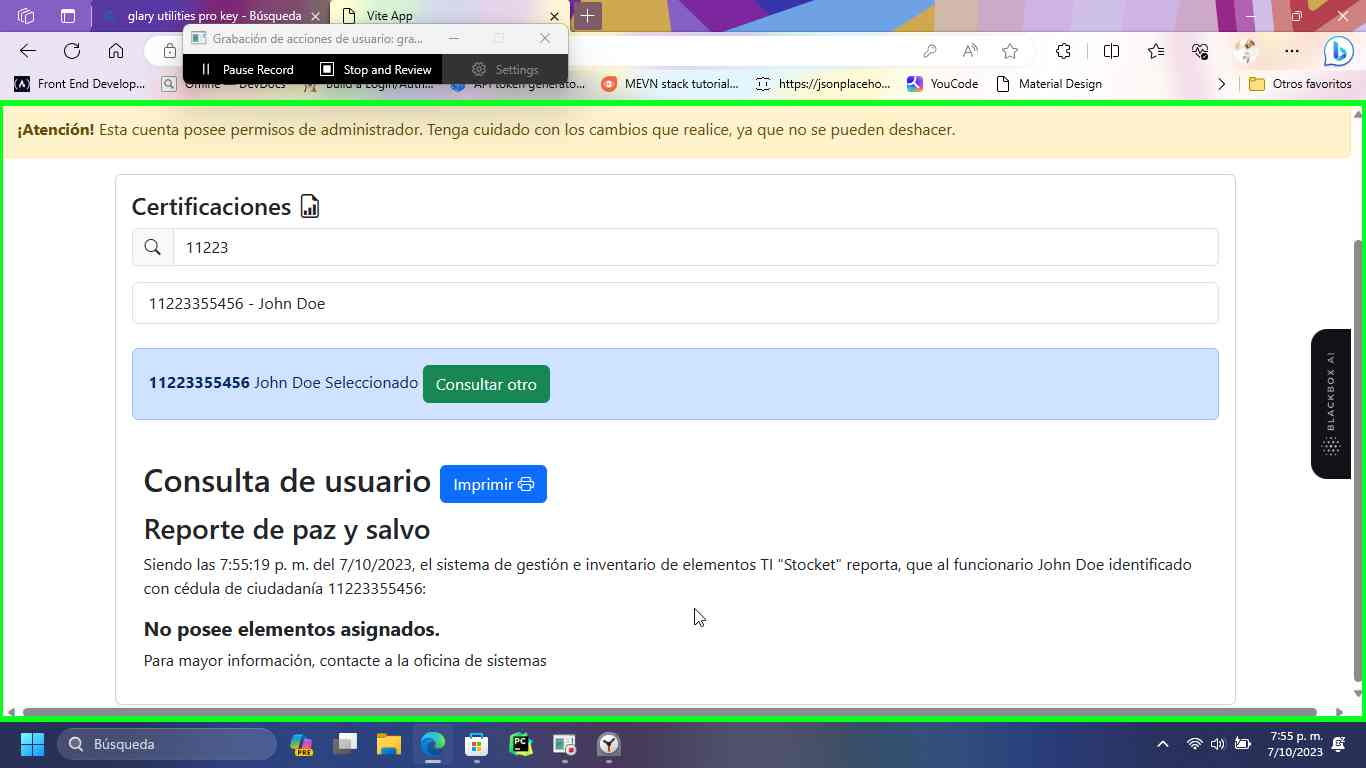 glary utilities pro key - Búsqueda
Vite App
Grabación de acciones de usuario: gra...
Pause Record
Stop and Review
Settings
Front End Develop...
MEVN stack tutorial...
https://jsonplaceho...
YouCode
Material Design
Otros favoritos
¡Atención! Esta cuenta posee permisos de administrador. Tenga cuidado con los cambios que realice, ya que no se pueden deshacer.
Certificaciones
11223
11223355456 - John Doe
11223355456 John Doe Seleccionado
Consultar otro
BLACKBOX AI
Consulta de usuario
Imprimir
Reporte de paz y salvo
Siendo las 7:55:19 p. m. del 7/10/2023, el sistema de gestión e inventario de elementos TI "Stocket" reporta, que al funcionario John Doe identificado
con cédula de ciudadanía 11223355456:
No posee elementos asignados.
Para mayor información, contacte a la oficina de sistemas
Búsqueda
PRE
PC
7:55 p. m.
7/10/2023